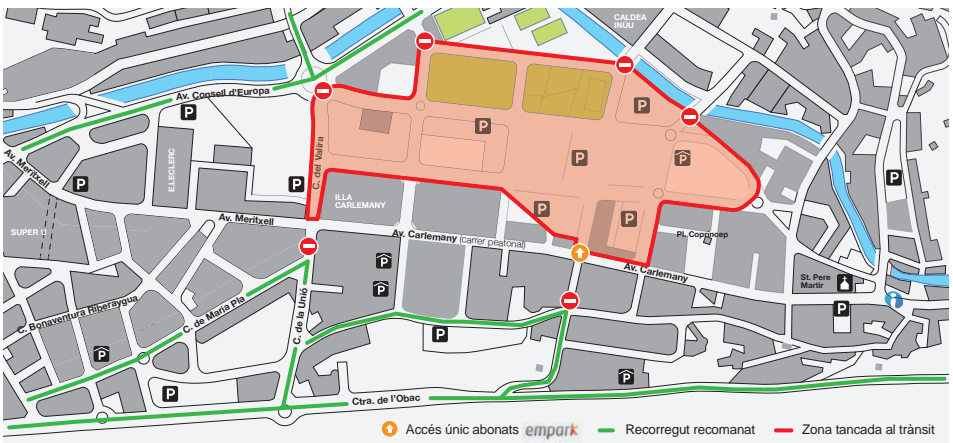 CALDEA
INUU
Av. Consell d'Europa
P
P
P
P
E.LECLERC
C. del Valira
P
P
Av. Meritxell
P
P
P
ILLA
CARLEMANY
P
P
Av. Meritxell
SUPER U
Av. Carlemany (carrer peatonal)
Pl. Coprincep
P
Av. Carlemany
St. Pere
Martir
P
i
C. Bonaventura Riberaygua
C. de Maria Pla
C. de la Unió
P
P
P
P
P
Ctra. de l'Obac
Accés únic abonats empark
Recorregut recomanat
Zona tancada al trànsit